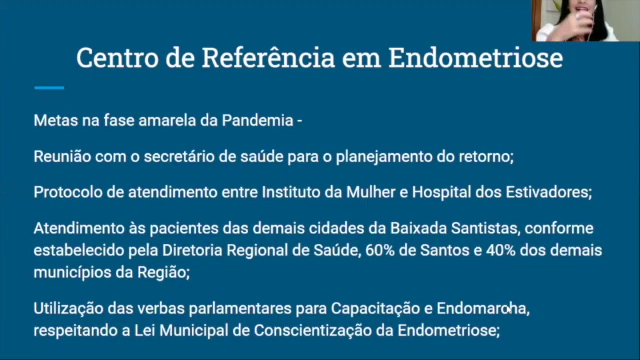 Centro de Referência em Endometriose
Metas na fase amarela da Pandemia -
Reunião com o secretário de saúde para o planejamento do retorno;
Protocolo de atendimento entre Instituto da Mulher e Hospital dos Estivadores;
Atendimento às pacientes das demais cidades da Baixada Santistas, conforme
estabelecido pela Diretoria Regional de Saúde, 60% de Santos e 40% dos demais
municípios da Região;
Utilização das verbas parlamentares para Capacitação e Endomarcha,
respeitando a Lei Municipal de Conscientização da Endometriose;